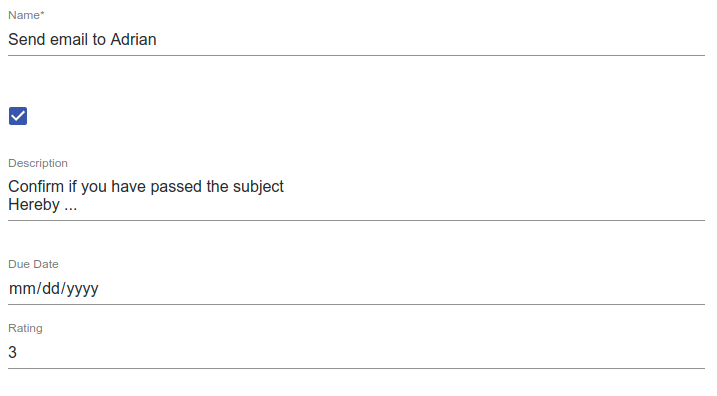 Name*
Send email to Adrian
Description
Confirm if you have passed the subject
Hereby ...
Due Date
mm/dd/yyyy
Rating
3